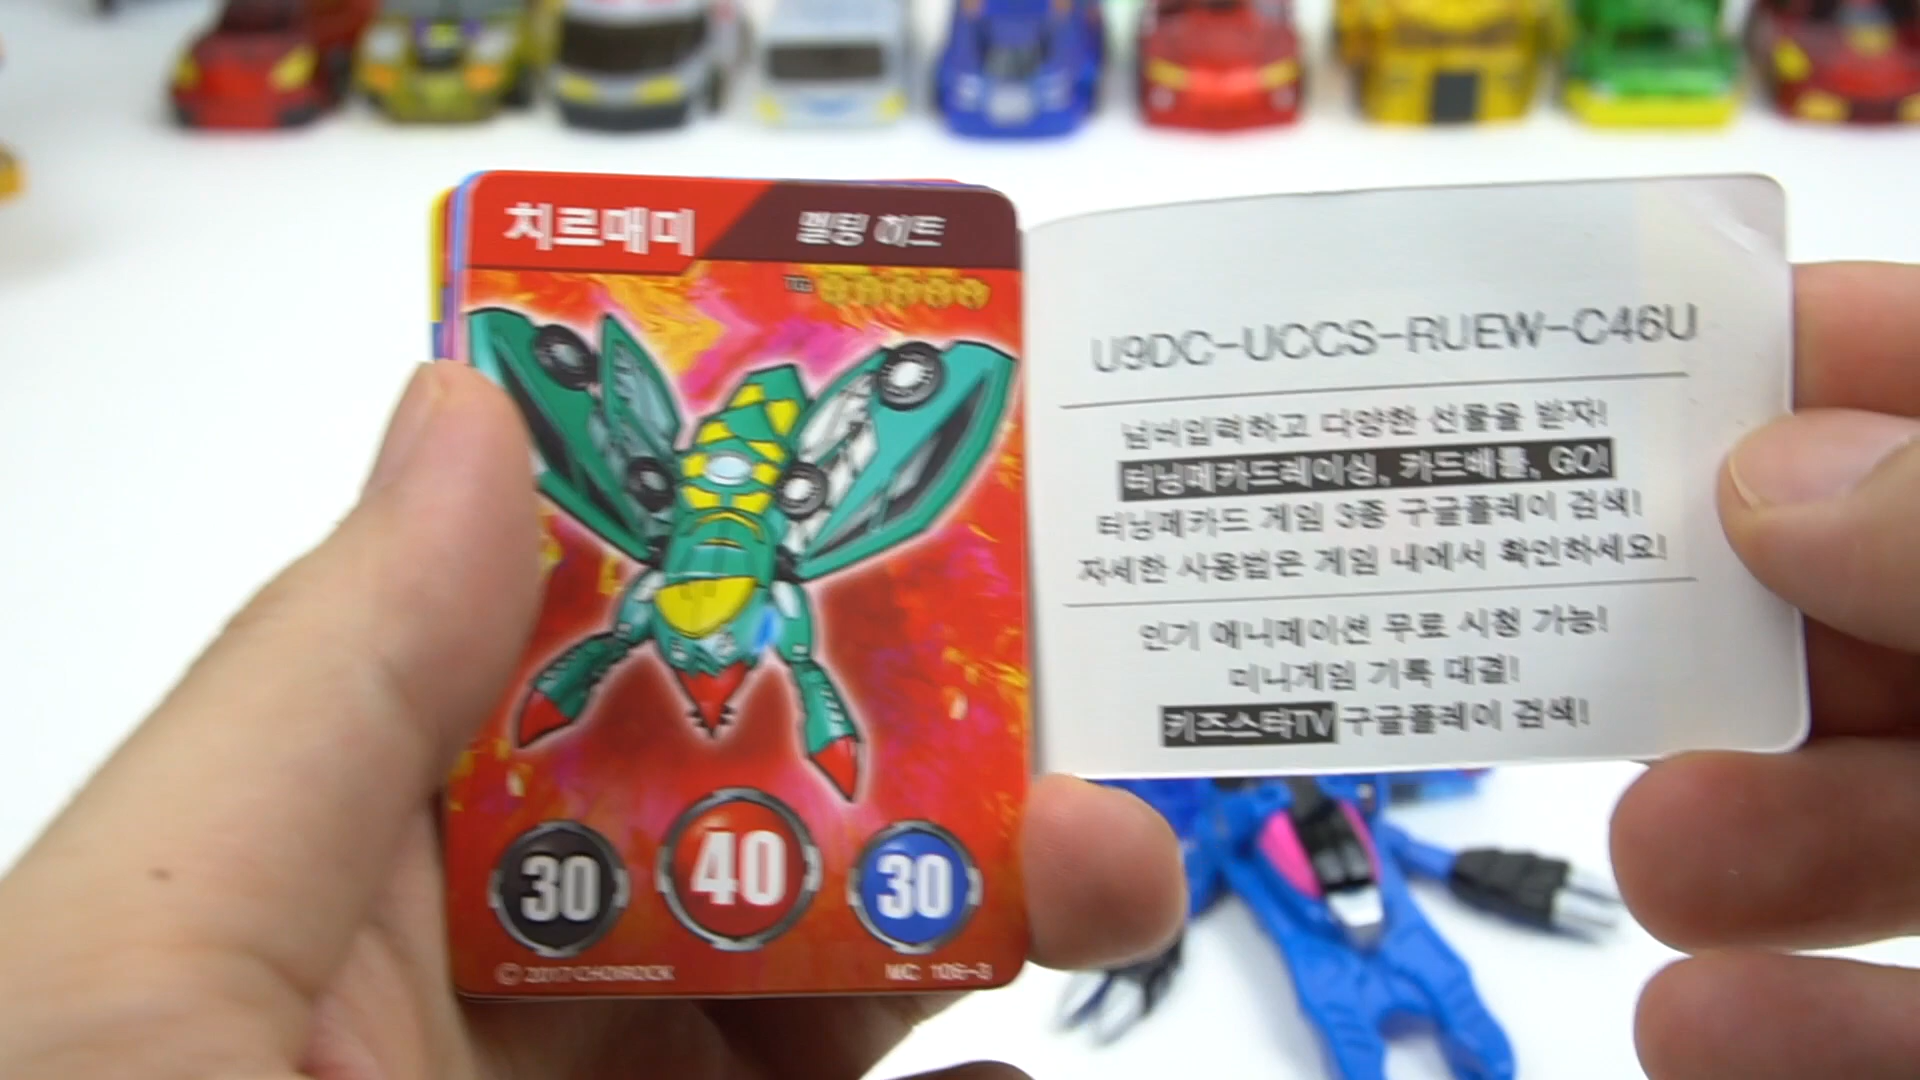 치르매미
멜팅 히트
30
40
30
© 2017 CHOIROCK
MC 106-3
U9DC-UCCS-RUEW-C46U
넘버입력하고 다양한 선물을 받자!
터닝메카드레이싱, 카드배틀, GO!
터닝메카드 게임 3종 구글플레이 검색!
자세한 사용법은 게임 내에서 확인하세요!
인기 애니메이션 무료 시청 가능!
미니게임 기록 대결!
키즈스타TV 구글플레이 검색!